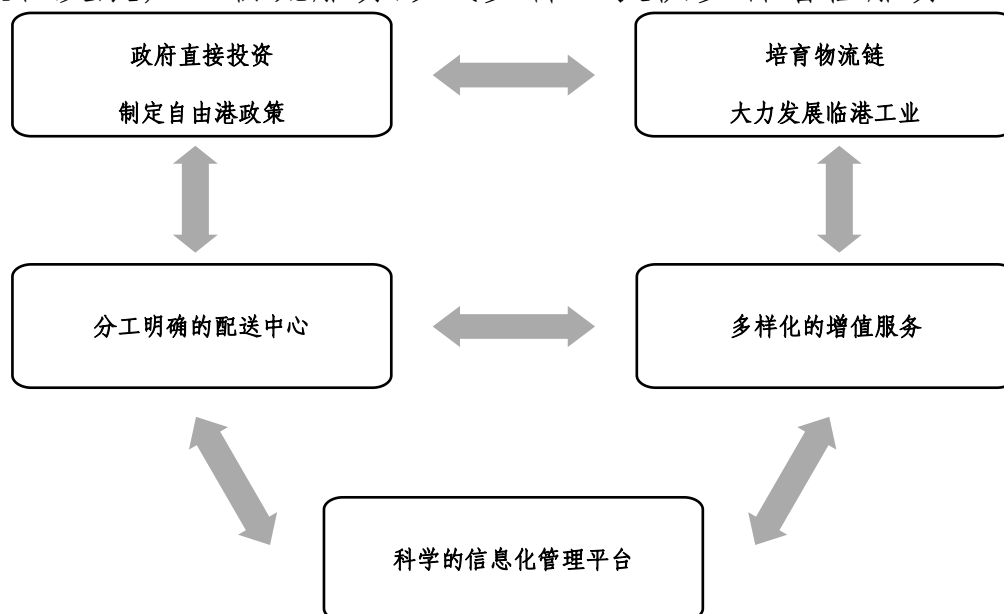 政府直接投资
制定自由港政策
培育物流链
大力发展临港工业
分工明确的配送中心
多样化的增值服务
科学的信息化管理平台